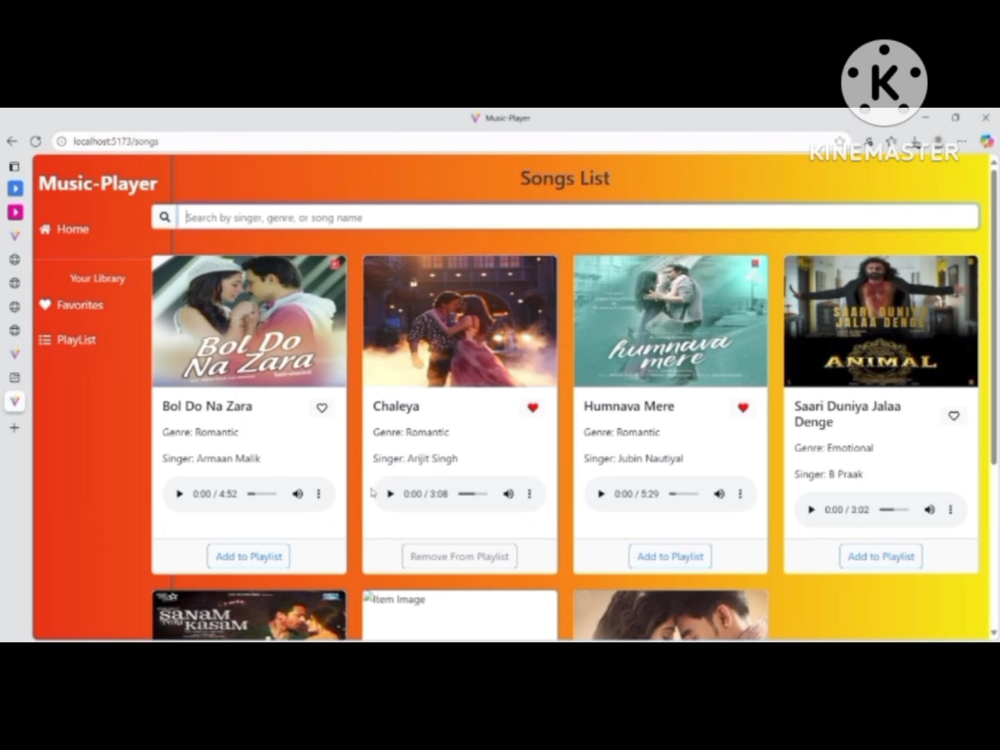 K
KINEMASTER
Music-Player
localhost:5173/songs
Music-Player
Home
Your Library
Favorites
PlayList
Songs List
Search by singer, genre, or song name
BOL DO
NA ZARA
Bol Do Na Zara
Genre: Romantic
Singer: Armaan Malik
0:00 / 4:52
Add to Playlist
Chaleya
Genre: Romantic
Singer: Arijit Singh
0:00 / 3:08
Remove From Playlist
humnava
mere
Humnava Mere
Genre: Romantic
Singer: Jubin Nautiyal
0:00 / 5:29
Add to Playlist
SAARI DUNIYA
JALAA DENGE
ANIMAL
Saari Duniya Jalaa
Denge
Genre: Emotional
Singer: B Praak
0:00 / 3:02
Add to Playlist
SANAM
TERI
KASAM
Item Image